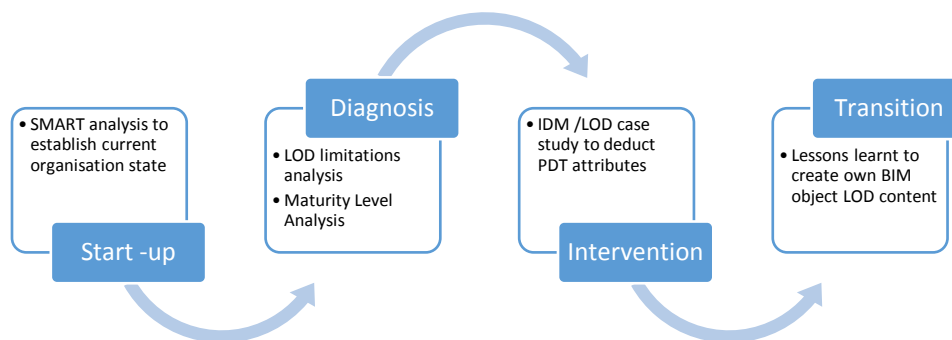 • SMART analysis to
establish current
organisation state
Start -up
Diagnosis
• LOD limitations
analysis
• Maturity Level
Analysis
• IDM /LOD case
study to deduct
PDT attributes
Intervention
Transition
• Lessons learnt to
create own BIM
object LOD content